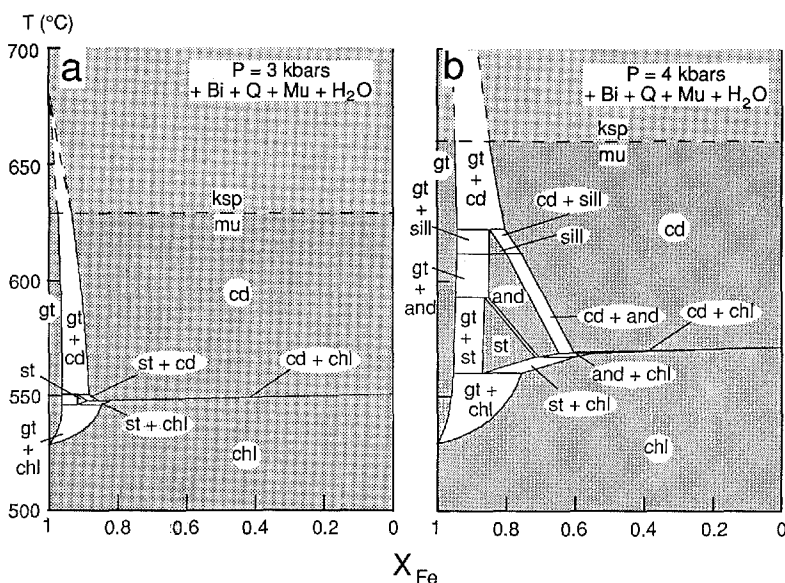 T (°C)
700
650
600
550
500
a
P = 3 kbars
+ Bi + Q + Mu + H₂O
ksp
mu
cd
gt
gt + cd
st
st + cd
cd + chl
st + chl
gt + chl
chl
1
0.8
0.6
0.4
0.2
0
b
P = 4 kbars
+ Bi + Q + Mu + H₂O
ksp
mu
gt
gt + cd
cd + sill
gt + sill
sill
cd
gt + and
and
cd + and
cd + chl
gt + st
st
and + chl
st + chl
gt + chl
chl
1
0.8
0.6
0.4
0.2
0
X Fe